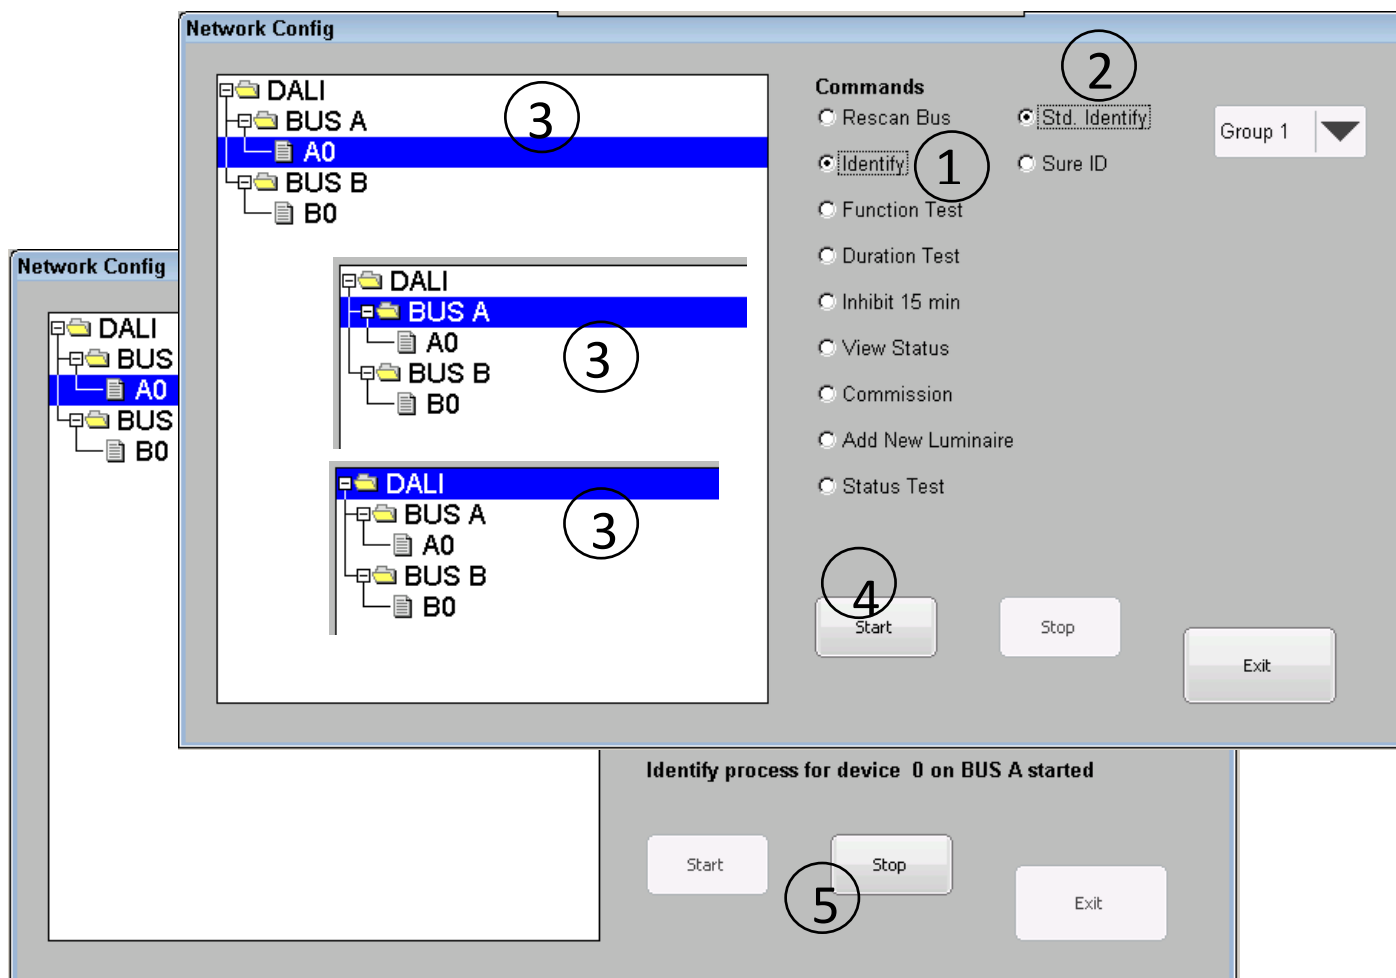 Network Config
DALI
BUS A
A0
BUS B
B0
3
DALI
BUS A
A0
BUS B
B0
3
DALI
BUS A
A0
BUS B
B0
3
Commands
2
Rescan Bus
Std. Identify
Group 1
Identify
1
Sure ID
Function Test
Duration Test
Inhibit 15 min
View Status
Commission
Add New Luminaire
Status Test
4
Start
Stop
Exit
Network Config
DALI
BUS
A0
BUS
B0
Identify process for device 0 on BUS A started
Start
Stop
5
Exit